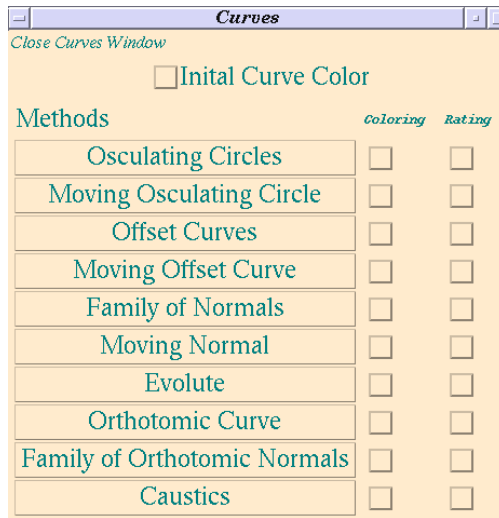 Curves
Close Curves Window
Inital Curve Color
Methods Coloring Rating
Osculating Circles
Moving Osculating Circle
Offset Curves
Moving Offset Curve
Family of Normals
Moving Normal
Evolute
Orthotomic Curve
Family of Orthotomic Normals
Caustics